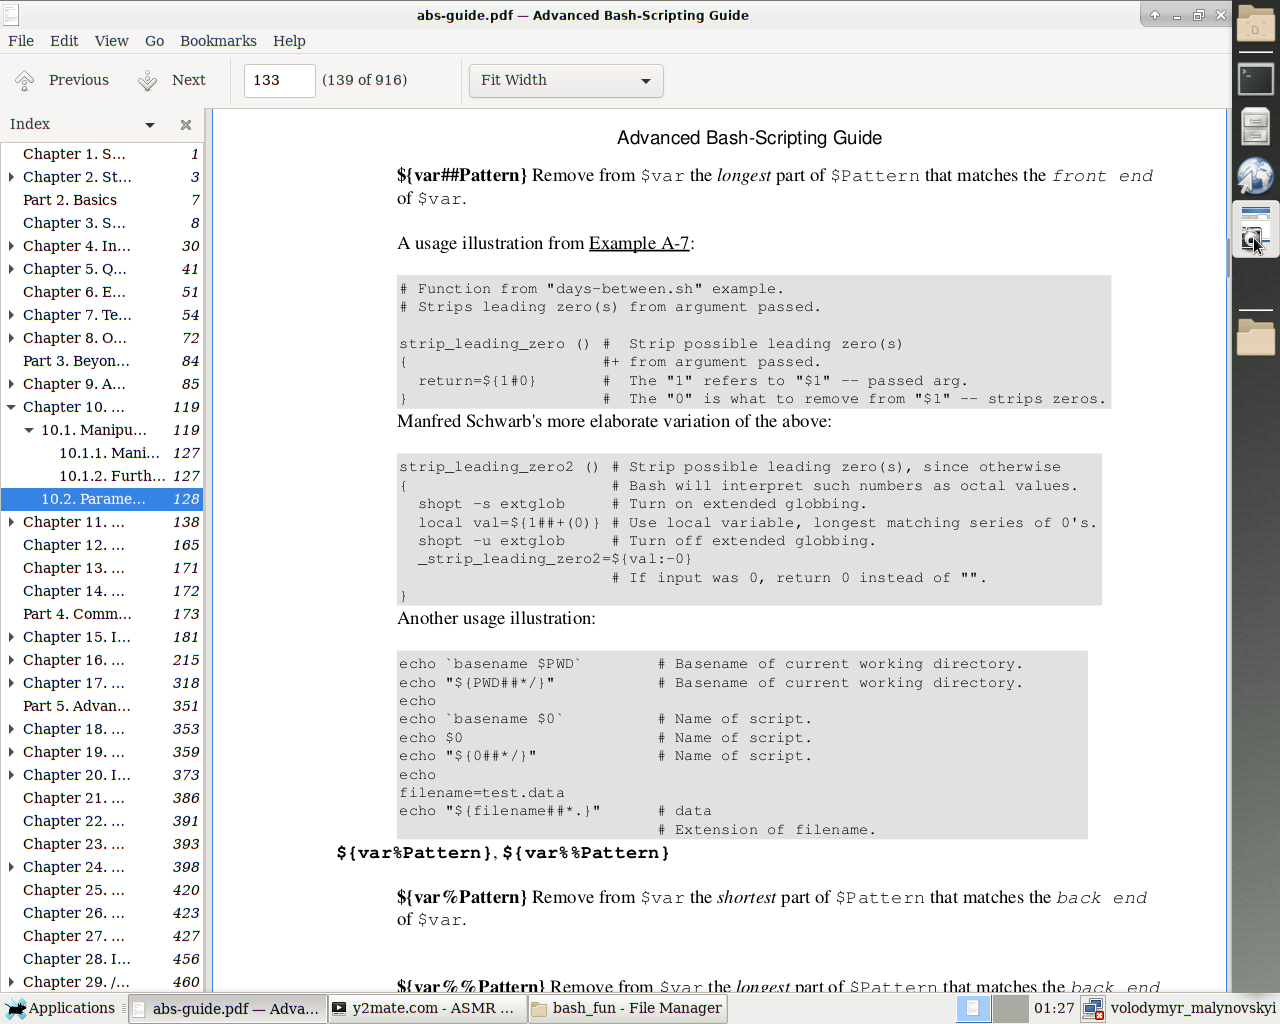 abs-guide.pdf — Advanced Bash-Scripting Guide
File Edit View Go Bookmarks Help
Previous Next 133 (139 of 916) Fit Width
Index
Chapter 1. S... 1
Chapter 2. St... 3
Part 2. Basics 7
Chapter 3. S... 8
Chapter 4. In... 30
Chapter 5. Q... 41
Chapter 6. E... 51
Chapter 7. Te... 54
Chapter 8. O... 72
Part 3. Beyon... 84
Chapter 9. A... 85
Chapter 10. ... 119
10.1. Manipu... 119
10.1.1. Mani... 127
10.1.2. Furth... 127
10.2. Parame... 128
Chapter 11. ... 138
Chapter 12. ... 165
Chapter 13. ... 171
Chapter 14. ... 172
Part 4. Comm... 173
Chapter 15. I... 181
Chapter 16. ... 215
Chapter 17. ... 318
Part 5. Advan... 351
Chapter 18. ... 353
Chapter 19. ... 359
Chapter 20. I... 373
Chapter 21. ... 386
Chapter 22. ... 391
Chapter 23. ... 393
Chapter 24. ... 398
Chapter 25. ... 420
Chapter 26. ... 423
Chapter 27. ... 427
Chapter 28. I... 456
Chapter 29. /... 460
Advanced Bash-Scripting Guide
${var##Pattern} Remove from $var the longest part of $Pattern that matches the front end
of $var.
A usage illustration from Example A-7:
# Function from "days-between.sh" example.
# Strips leading zero(s) from argument passed.
strip_leading_zero () #  Strip possible leading zero(s)
{                     #+ from argument passed.
  return=${1#0}       #  The "1" refers to "$1" -- passed arg.
}                     #  The "0" is what to remove from "$1" -- strips zeros.
Manfred Schwarb's more elaborate variation of the above:
strip_leading_zero2 () # Strip possible leading zero(s), since otherwise
{                      # Bash will interpret such numbers as octal values.
  shopt -s extglob     # Turn on extended globbing.
  local val=${1##+(0)} # Use local variable, longest matching series of 0's.
  shopt -u extglob     # Turn off extended globbing.
  _strip_leading_zero2=${val:-0}
                       # If input was 0, return 0 instead of "".
}
Another usage illustration:
echo `basename $PWD`        # Basename of current working directory.
echo "${PWD##*/}"           # Basename of current working directory.
echo
echo `basename $0`          # Name of script.
echo $0                     # Name of script.
echo "${0##*/}"             # Name of script.
echo
filename=test.data
echo "${filename##*.}"      # data
                            # Extension of filename.
${var%Pattern}, ${var%%Pattern}
${var%Pattern} Remove from $var the shortest part of $Pattern that matches the back end
of $var.
${var%%Pattern} Remove from $var the longest part of $Pattern that matches the back end
Applications abs-guide.pdf — Adva... y2mate.com - ASMR ... bash_fun - File Manager 01:27 volodymyr_malynovskyi